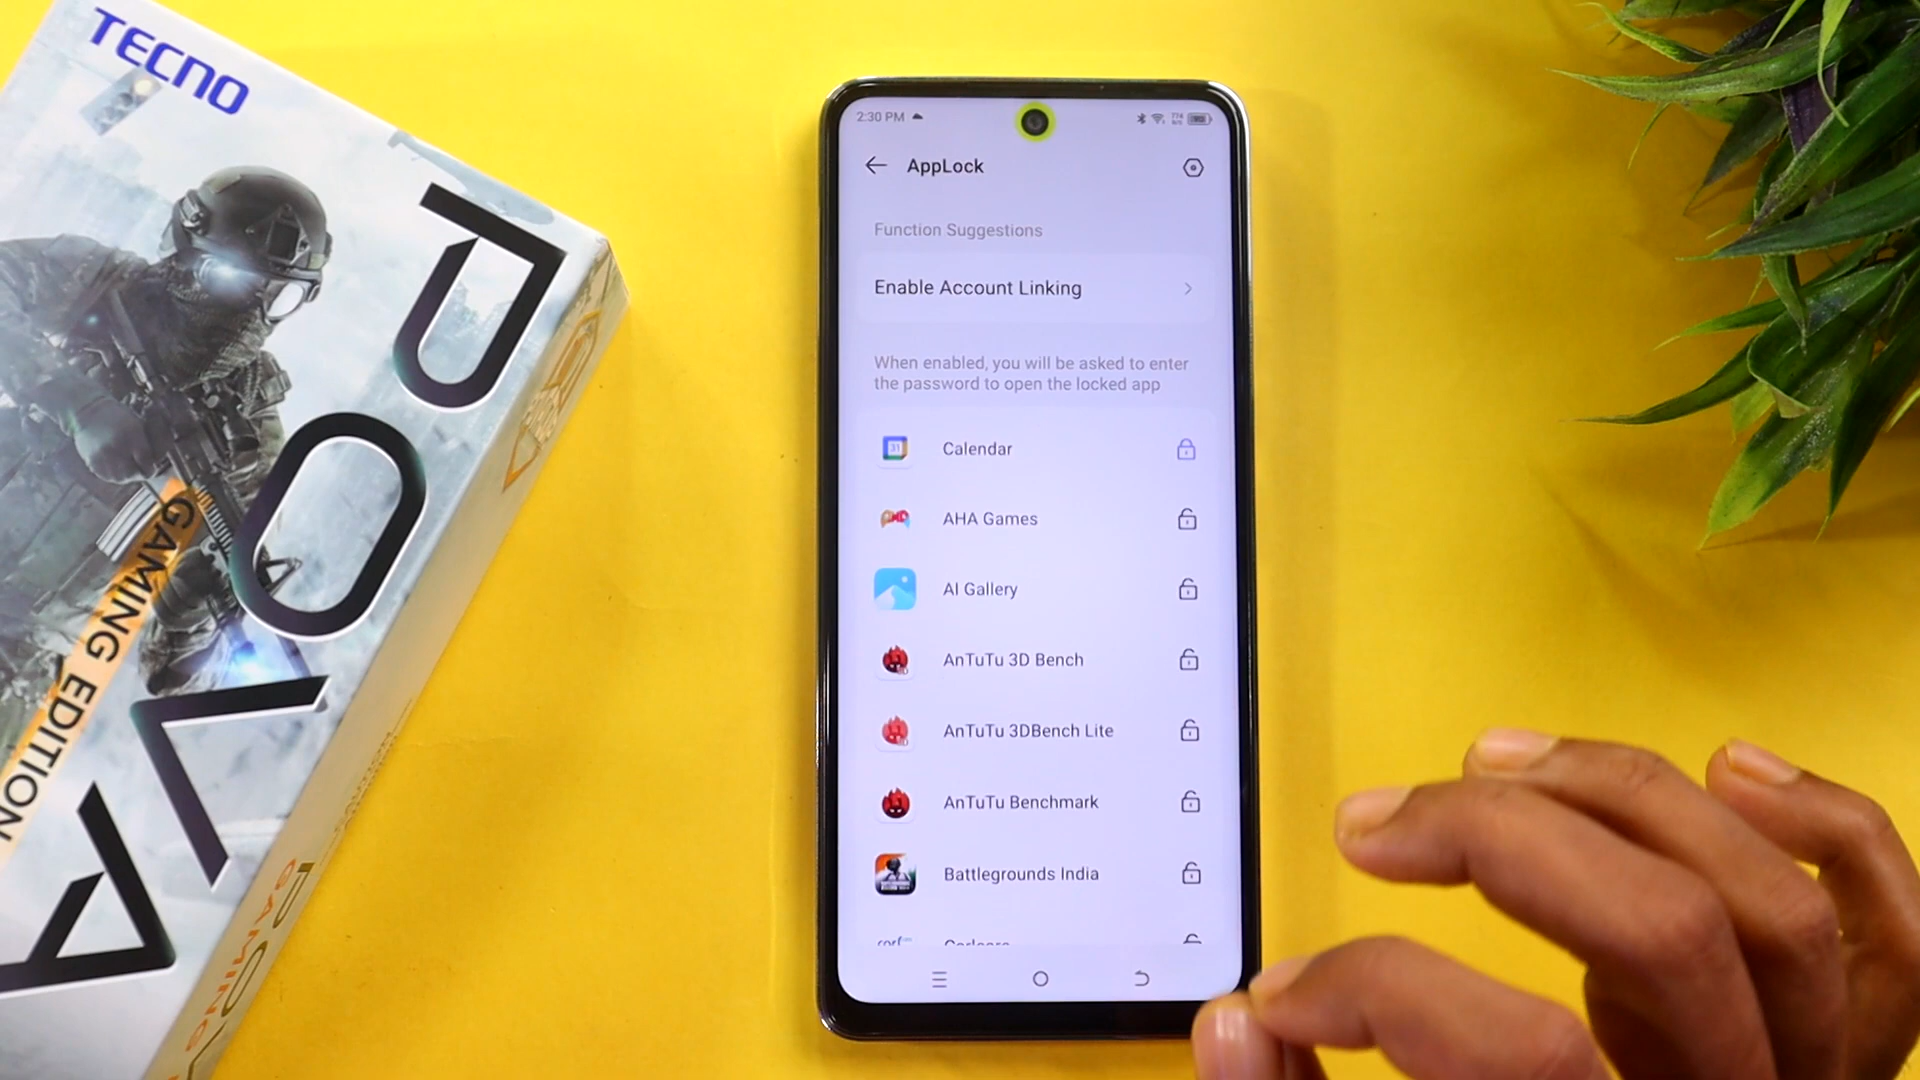 TECNO
POVA
GAMING EDITION
2:30 PM
AppLock
Function Suggestions
Enable Account Linking
When enabled, you will be asked to enter
the password to open the locked app
31
Calendar
AHA Games
AI Gallery
AnTuTu 3D Bench
AnTuTu 3DBench Lite
AnTuTu Benchmark
Battlegrounds India